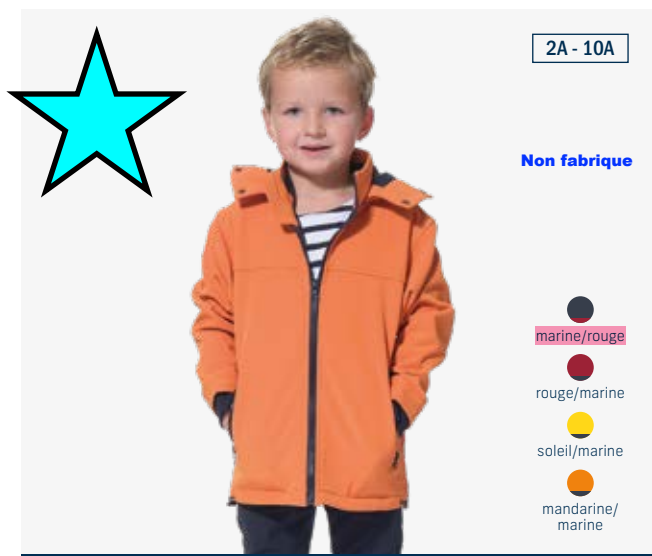 2A - 10A
Non fabrique
marine/rouge
rouge/marine
soleil/marine
mandarine/
marine